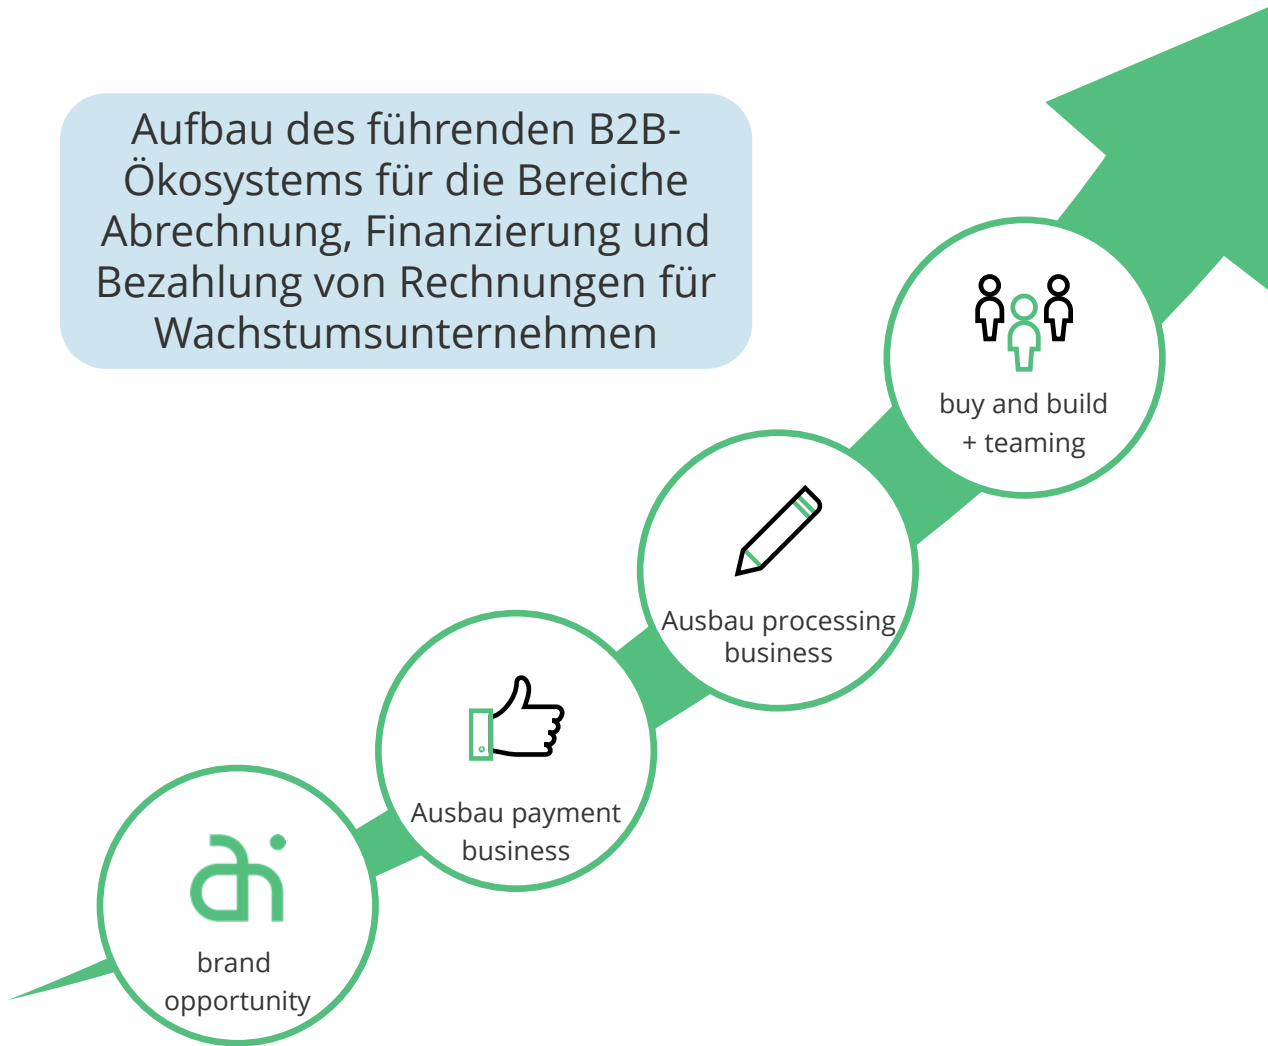 Aufbau des führenden B2B-
Ökosystems für die Bereiche
Abrechnung, Finanzierung und
Bezahlung von Rechnungen für
Wachstumsunternehmen
buy and build
+ teaming
Ausbau processing
business
Ausbau payment
business
brand
opportunity